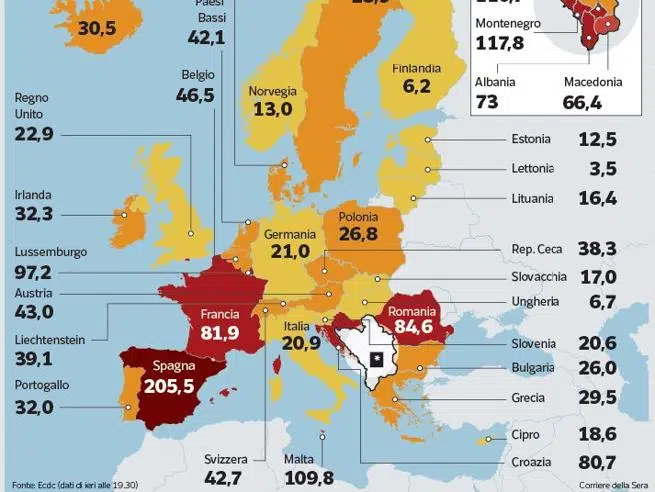 Paesi
Bassi
42,1
30,5
Montenegro
117,8
Albania
73
Macedonia
66,4
Belgio
46,5
Norvegia
13,0
Finlandia
6,2
Regno
Unito
22,9
Estonia
12,5
Lettonia
3,5
Lituania
16,4
Irlanda
32,3
Germania
21,0
Polonia
26,8
Lussemburgo
97,2
Rep. Ceca
38,3
Slovacchia
17,0
Ungheria
6,7
Austria
43,0
Francia
81,9
Italia
20,9
Romania
84,6
Liechtenstein
39,1
Slovenia
20,6
Bulgaria
26,0
Spagna
205,5
Portogallo
32,0
Grecia
29,5
Cipro
18,6
Croazia
80,7
Svizzera
42,7
Malta
109,8
Fonte: Ecdc (dati di ieri alle 19.30)
Corriere della Sera